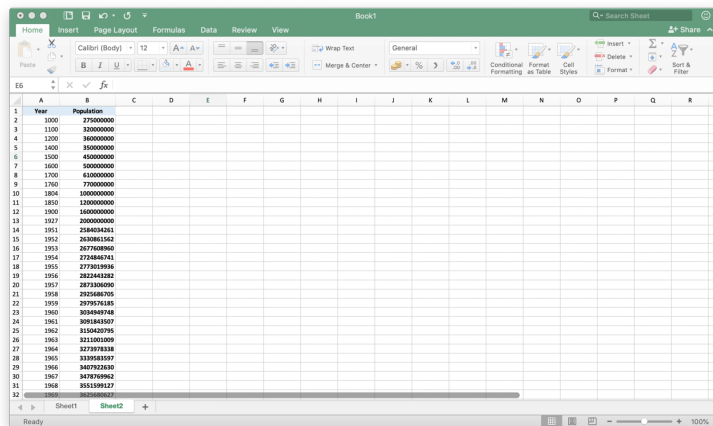 Book1
Search Sheet
Home Insert Page Layout Formulas Data Review View
Share
Paste
Calibri (Body) 12 A A
B I U A
Wrap Text
Merge & Center
General
% )
Conditional Formatting
Format as Table
Cell Styles
Insert
Delete
Format
Sort & Filter
E6 fx
A B C D E F G H I J K L M N O P Q R
1 Year Population
2 1000 275000000
3 1100 320000000
4 1200 360000000
5 1400 350000000
6 1500 450000000
7 1600 500000000
8 1700 610000000
9 1760 770000000
10 1804 1000000000
11 1850 1200000000
12 1900 1600000000
13 1927 2000000000
14 1951 2584034261
15 1952 2630861562
16 1953 2677608960
17 1954 2724846741
18 1955 2773019936
19 1956 2822443282
20 1957 2873306090
21 1958 2925686705
22 1959 2979576185
23 1960 3034949748
24 1961 3091843507
25 1962 3150420795
26 1963 3211001009
27 1964 3273978338
28 1965 3339583597
29 1966 3407922630
30 1967 3478769962
31 1968 3551599127
32 1969 3625680627
Sheet1 Sheet2 +
Ready
100%